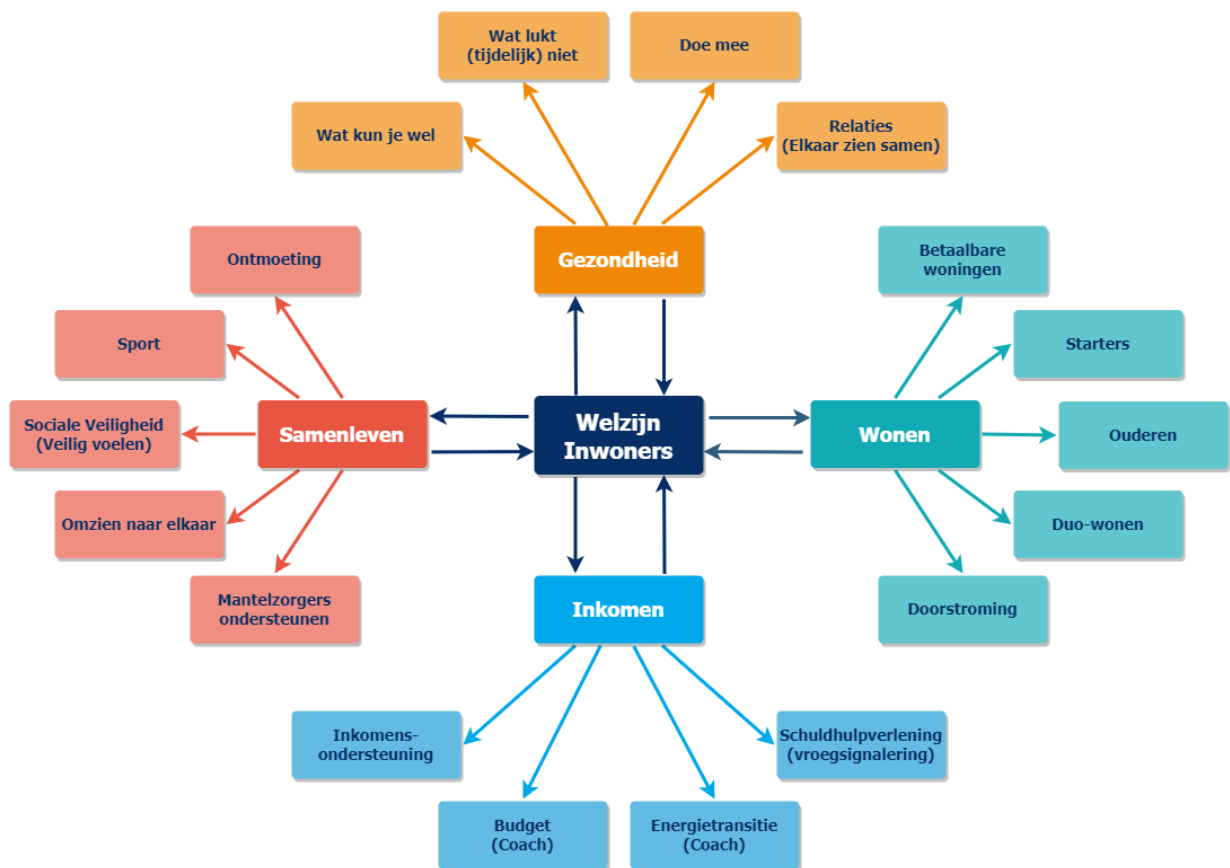 Wat lukt
(tijdelijk) niet
Doe mee
Wat kun je wel
Relaties
(Elkaar zien samen)
Gezondheid
Ontmoeting
Sport
Sociale Veiligheid
(Veilig voelen)
Omzien naar elkaar
Mantelzorgers
ondersteunen
Samenleven
Welzijn
Inwoners
Wonen
Betaalbare
woningen
Starters
Ouderen
Duo-wonen
Doorstroming
Inkomen
Inkomens-
ondersteuning
Budget
(Coach)
Energietransitie
(Coach)
Schuldhulpverlening
(vroegsignalering)